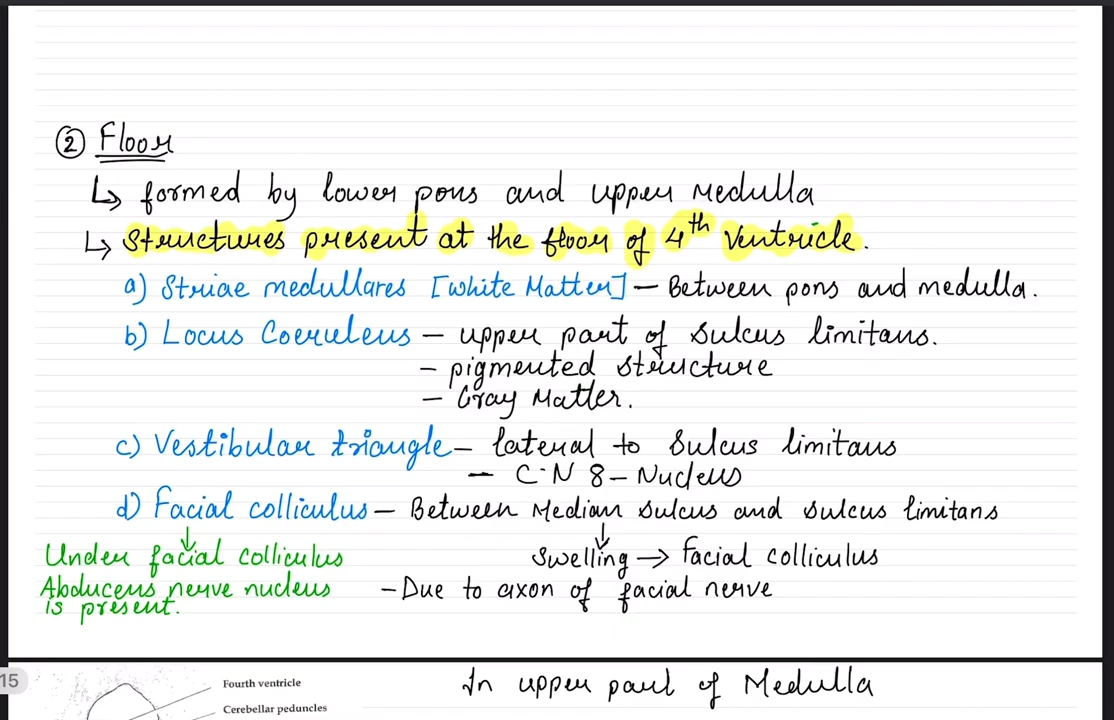 ② Floor
↳ formed by lower pons and upper Medulla
↳ Structures present at the floor of 4th Ventricle.
a) Striae medullares [White Matter] – Between pons and medulla.
b) Locus Coeruleus – upper part of Sulcus limitans.
– pigmented structure
– Gray Matter.
c) Vestibular triangle – lateral to Sulcus limitans
– C·N 8 – Nucleus
d) Facial colliculus – Between Median sulcus and sulcus limitans
↓ ↓
Under facial colliculus
Swelling → Facial colliculus
Abducens nerve nucleus
– Due to axon of facial nerve
is present.
15
Fourth ventricle
In upper part of Medulla
Cerebellar peduncles